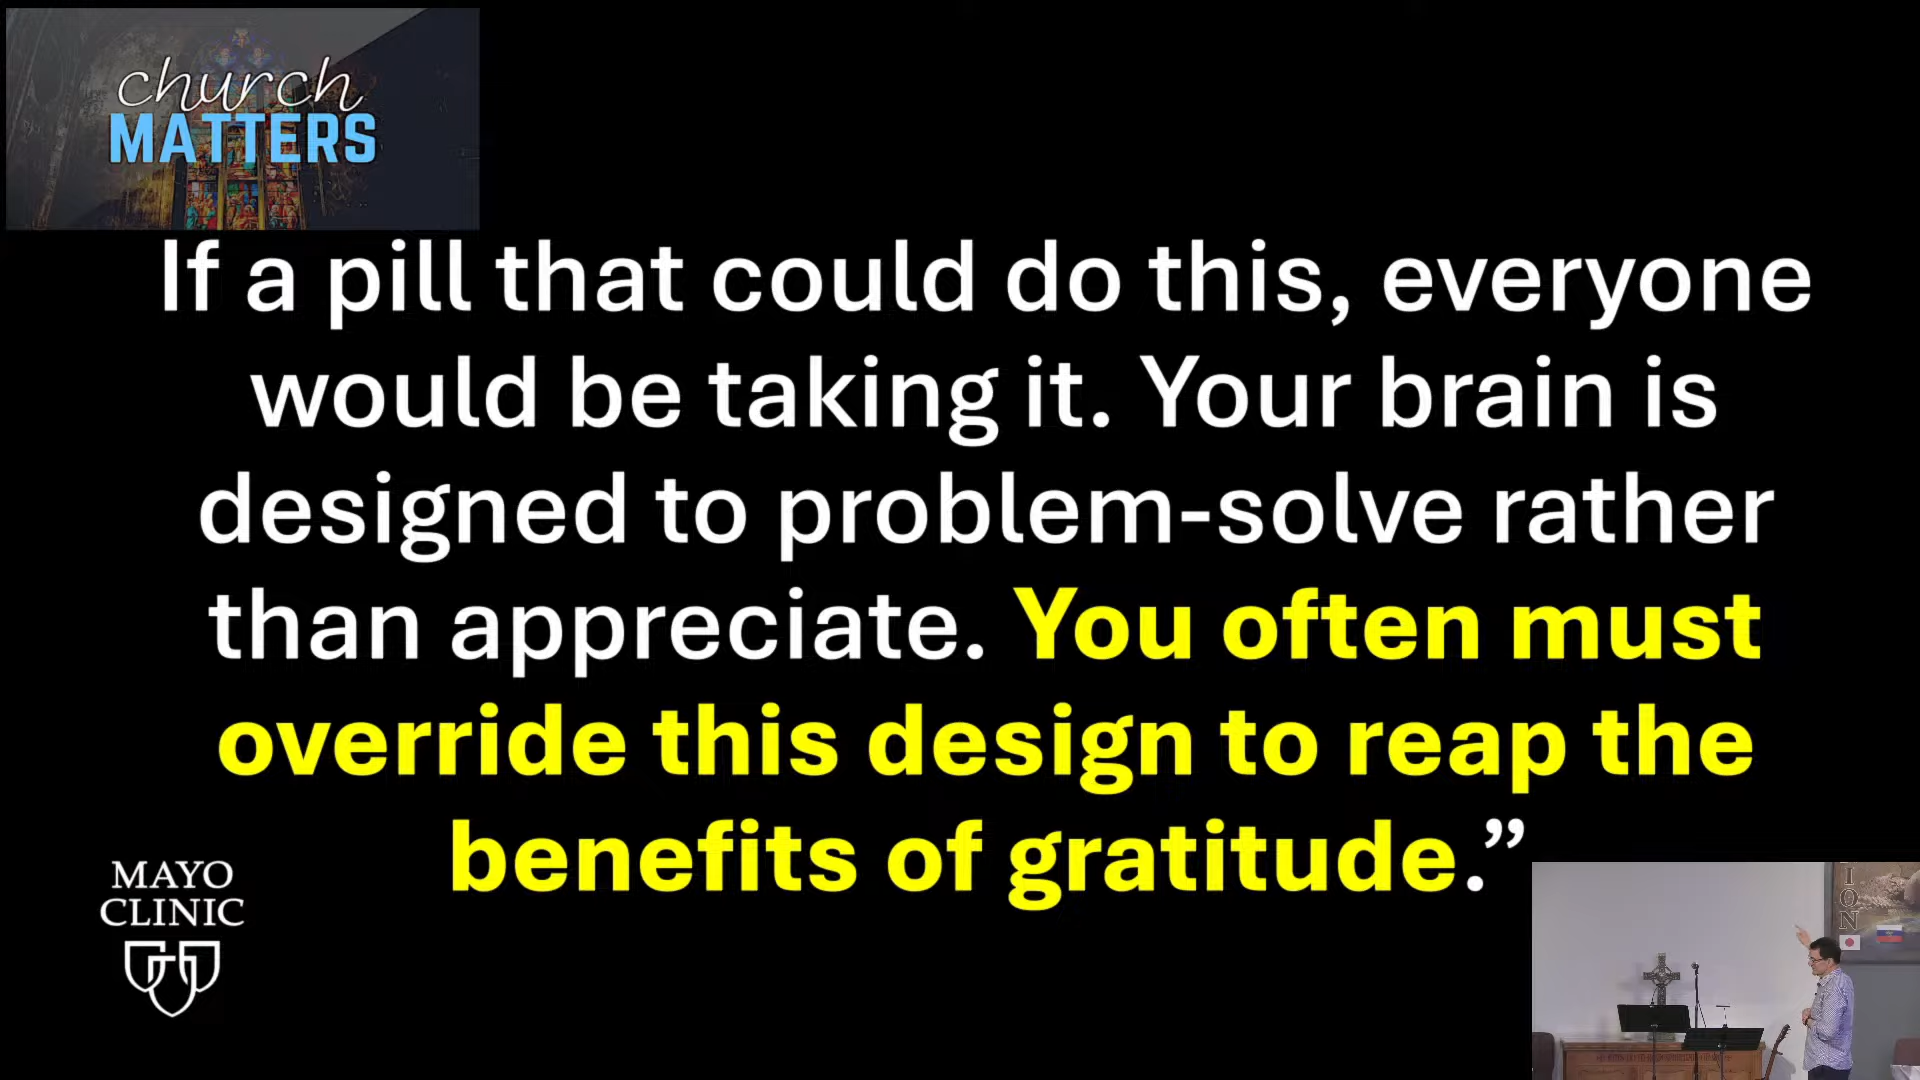 church
MATTERS
If a pill that could do this, everyone
would be taking it. Your brain is
designed to problem-solve rather
than appreciate. You often must
override this design to reap the
benefits of gratitude.”
MAYO
CLINIC
ION